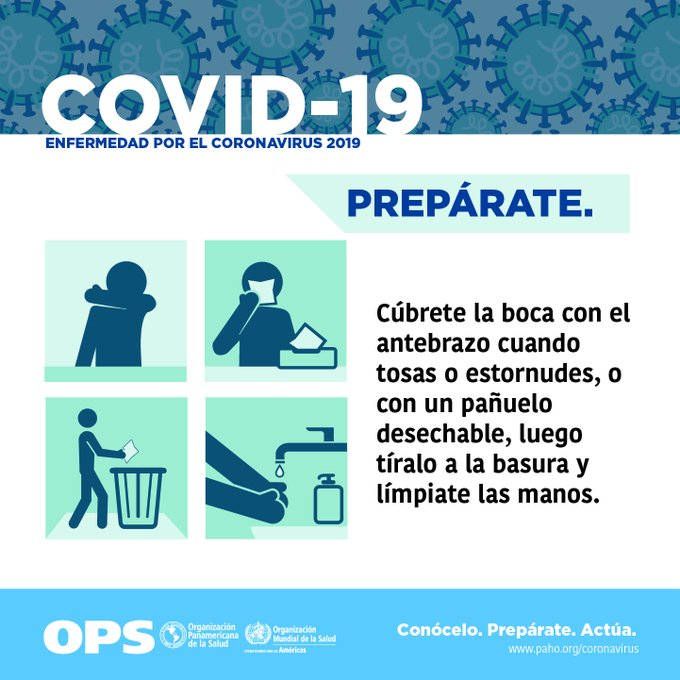 COVID-19
ENFERMEDAD POR EL CORONAVIRUS 2019
PREPÁRATE.
Cúbrete la boca con el
antebrazo cuando
tosas o estornudes, o
con un pañuelo
desechable, luego
tíralo a la basura y
límpiate las manos.
OPS
Organización
Panamericana
de la Salud
Organización
Mundial de la Salud
Américas
Conócelo. Prepárate. Actúa.
www.paho.org/coronavirus